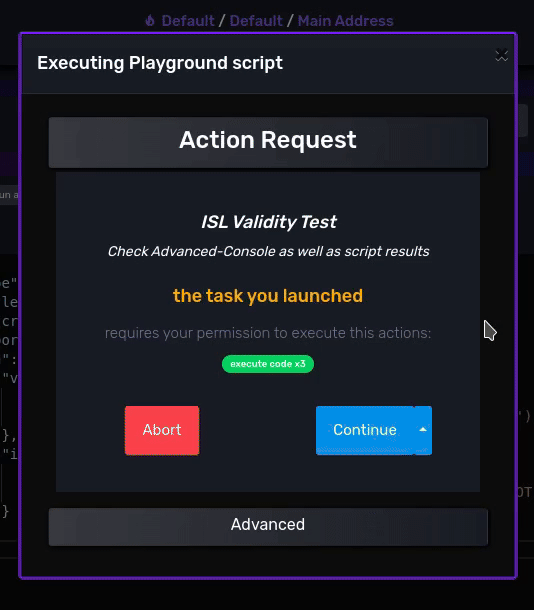 Default / Default / Main Address
Executing Playground script
Action Request
un a
ISL Validity Test
Check Advanced-Console as well as script results
the task you launched
requires your permission to execute this actions:
execute code x3
Abort
Continue
Advanced